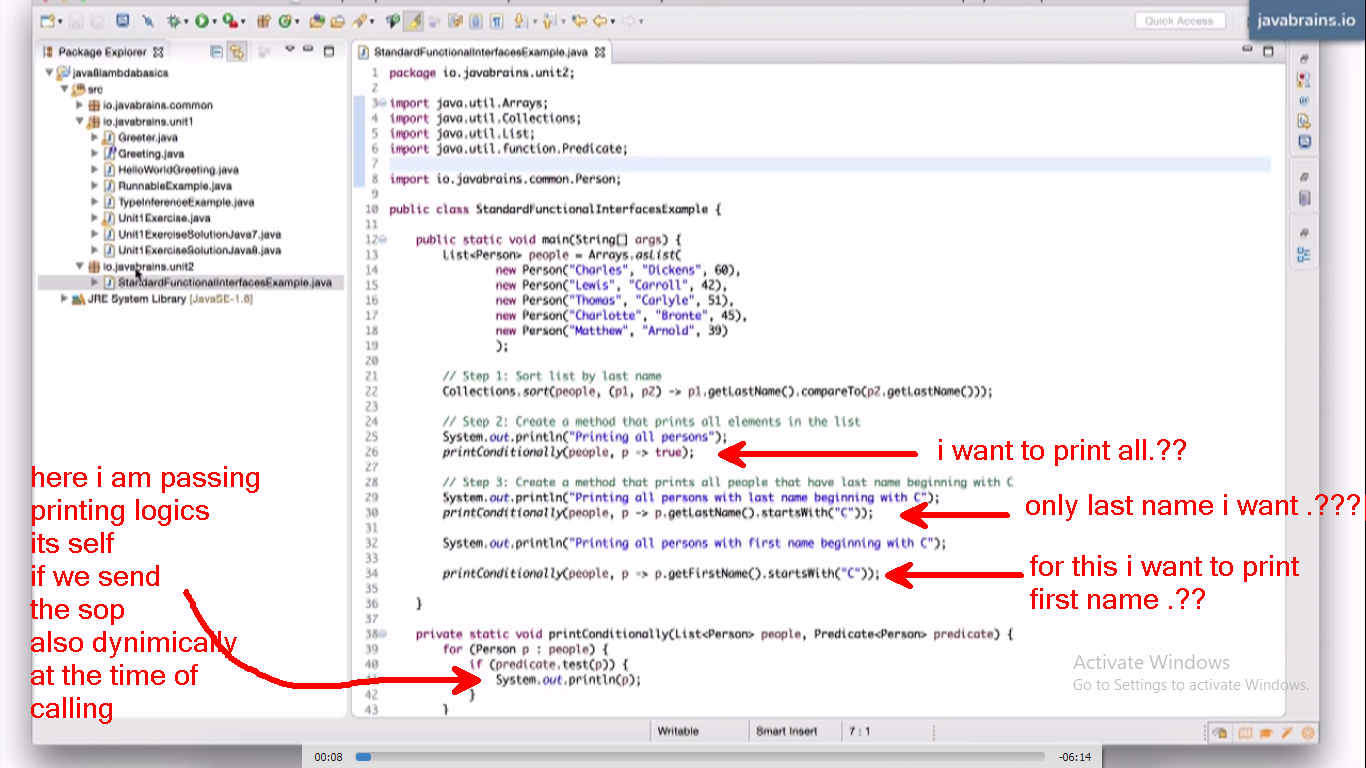 Quick Access
javabrains.io
Package Explorer
java8lambdabasics
src
io.javabrains.common
io.javabrains.unit1
Greeter.java
Greeting.java
HelloWorldGreeting.java
RunnableExample.java
TypeInferenceExample.java
Unit1Exercise.java
Unit1ExerciseSolutionJava7.java
Unit1ExerciseSolutionJava8.java
io.javabrains.unit2
StandardFunctionalInterfacesExample.java
JRE System Library [JavaSE-1.8]
StandardFunctionalInterfacesExample.java
1 package io.javabrains.unit2;
2
3 import java.util.Arrays;
4 import java.util.Collections;
5 import java.util.List;
6 import java.util.function.Predicate;
7
8 import io.javabrains.common.Person;
9
10 public class StandardFunctionalInterfacesExample {
11
12 public static void main(String[] args) {
13 List<Person> people = Arrays.asList(
14 new Person("Charles", "Dickens", 60),
15 new Person("Lewis", "Carroll", 42),
16 new Person("Thomas", "Carlyle", 51),
17 new Person("Charlotte", "Bronte", 45),
18 new Person("Matthew", "Arnold", 39)
19 );
20
21 // Step 1: Sort list by last name
22 Collections.sort(people, (p1, p2) -> p1.getLastName().compareTo(p2.getLastName()));
23
24 // Step 2: Create a method that prints all elements in the list
25 System.out.println("Printing all persons");
26 printConditionally(people, p -> true);
27
28 // Step 3: Create a method that prints all people that have last name beginning with C
29 System.out.println("Printing all persons with last name beginning with C");
30 printConditionally(people, p -> p.getLastName().startsWith("C"));
31
32 System.out.println("Printing all persons with first name beginning with C");
33
34 printConditionally(people, p -> p.getFirstName().startsWith("C"));
35
36 }
37
38 private static void printConditionally(List<Person> people, Predicate<Person> predicate) {
39 for (Person p : people) {
40 if (predicate.test(p)) {
41 System.out.println(p);
42 }
43 }
i want to print all.??
only last name i want .???
for this i want to print
first name .??
here i am passing
printing logics
its self
if we send
the sop
also dynimically
at the time of
calling
Activate Windows
Go to Settings to activate Windows.
Writable
Smart Insert
7 : 1
00:08
-06:14